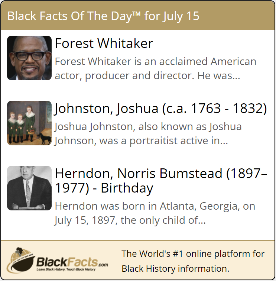 Black Facts Of The Day™ for July 15
Forest Whitaker
Forest Whitaker is an acclaimed American
actor, producer and director. He was...
Johnston, Joshua (c.a. 1763 - 1832)
Joshua Johnston, also known as Joshua
Johnson, was a portraitist active in...
Herndon, Norris Bumstead (1897–
1977) - Birthday
Herndon was born in Atlanta, Georgia, on
July 15, 1897, the only child of...
BlackFacts.com
Learn Black History. Teach Black History.
The World's #1 online platform for
Black History information.